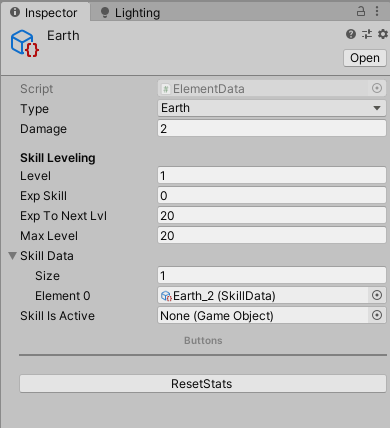 Inspector Lighting
Earth
Open
Script ElementData
Type Earth
Damage 2
Skill Leveling
Level 1
Exp Skill 0
Exp To Next Lvl 20
Max Level 20
Skill Data
Size 1
Element 0 Earth_2 (SkillData)
Skill Is Active None (Game Object)
Buttons
ResetStats